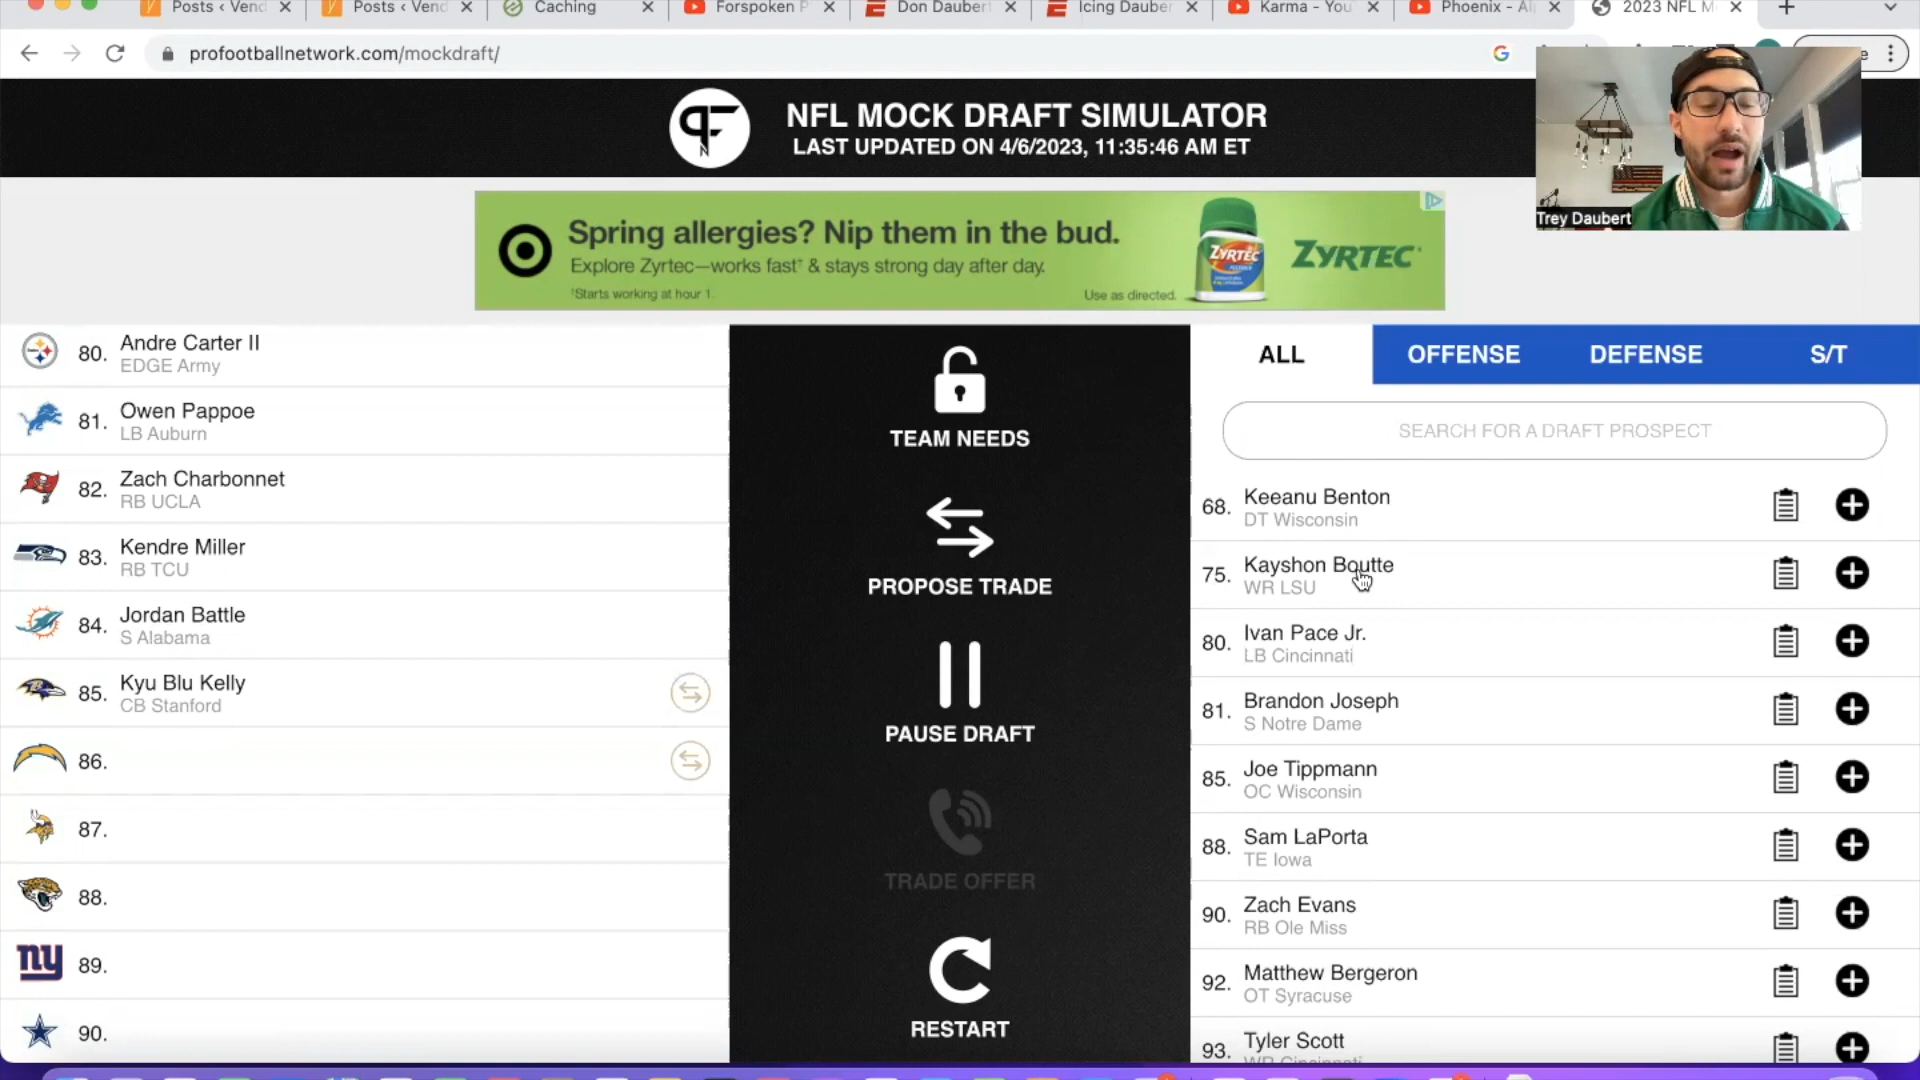 Posts ‹ Vend
Posts ‹ Vend
Caching
Forspoken P
Don Dauber
Icing Dauber
Karma - You
Phoenix - Al
2023 NFL M
profootballnetwork.com/mockdraft/
NFL MOCK DRAFT SIMULATOR
LAST UPDATED ON 4/6/2023, 11:35:46 AM ET
Trey Daubert
Spring allergies? Nip them in the bud.
Explore Zyrtec—works fast† & stays strong day after day.
†Starts working at hour 1.
Use as directed.
ZYRTEC
ZYRTEC
80. Andre Carter II
EDGE Army
81. Owen Pappoe
LB Auburn
82. Zach Charbonnet
RB UCLA
83. Kendre Miller
RB TCU
84. Jordan Battle
S Alabama
85. Kyu Blu Kelly
CB Stanford
86.
87.
88.
ny 89.
90.
TEAM NEEDS
PROPOSE TRADE
PAUSE DRAFT
TRADE OFFER
RESTART
ALL OFFENSE DEFENSE S/T
SEARCH FOR A DRAFT PROSPECT
68. Keeanu Benton
DT Wisconsin
75. Kayshon Boutte
WR LSU
80. Ivan Pace Jr.
LB Cincinnati
81. Brandon Joseph
S Notre Dame
85. Joe Tippmann
OC Wisconsin
88. Sam LaPorta
TE Iowa
90. Zach Evans
RB Ole Miss
92. Matthew Bergeron
OT Syracuse
93. Tyler Scott
WR Cincinnati